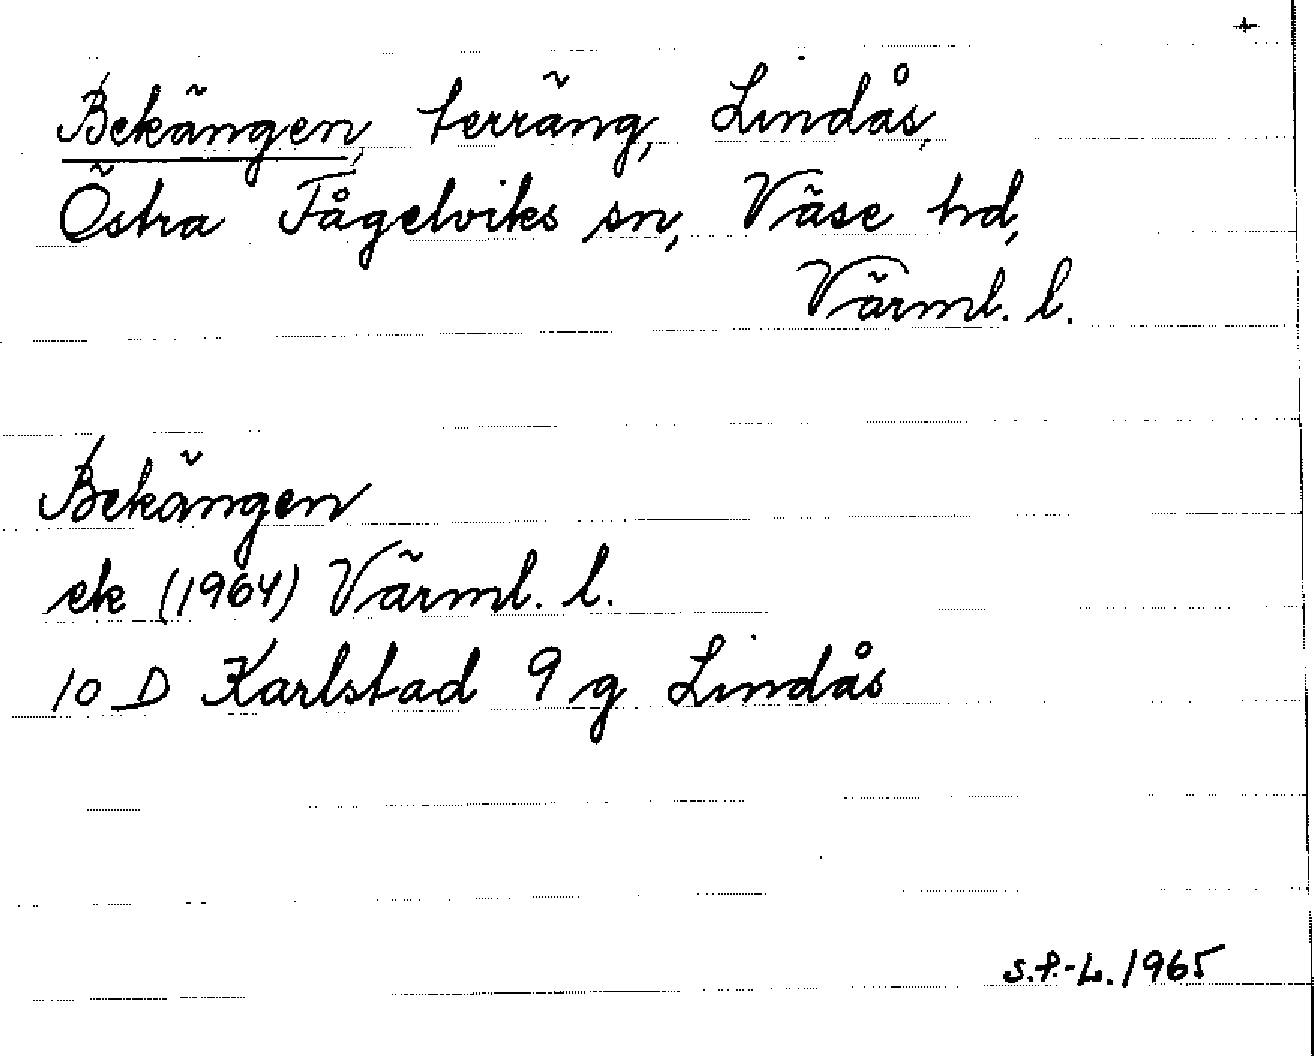 +
Bekängen, terräng, Lindås,
Östra Fågelviks sn, Väse hd,
Värml. l.
Bekängen
ek (1964) Värml. l.
10 D Karlstad 9 g Lindås
S.P.-L. 1965